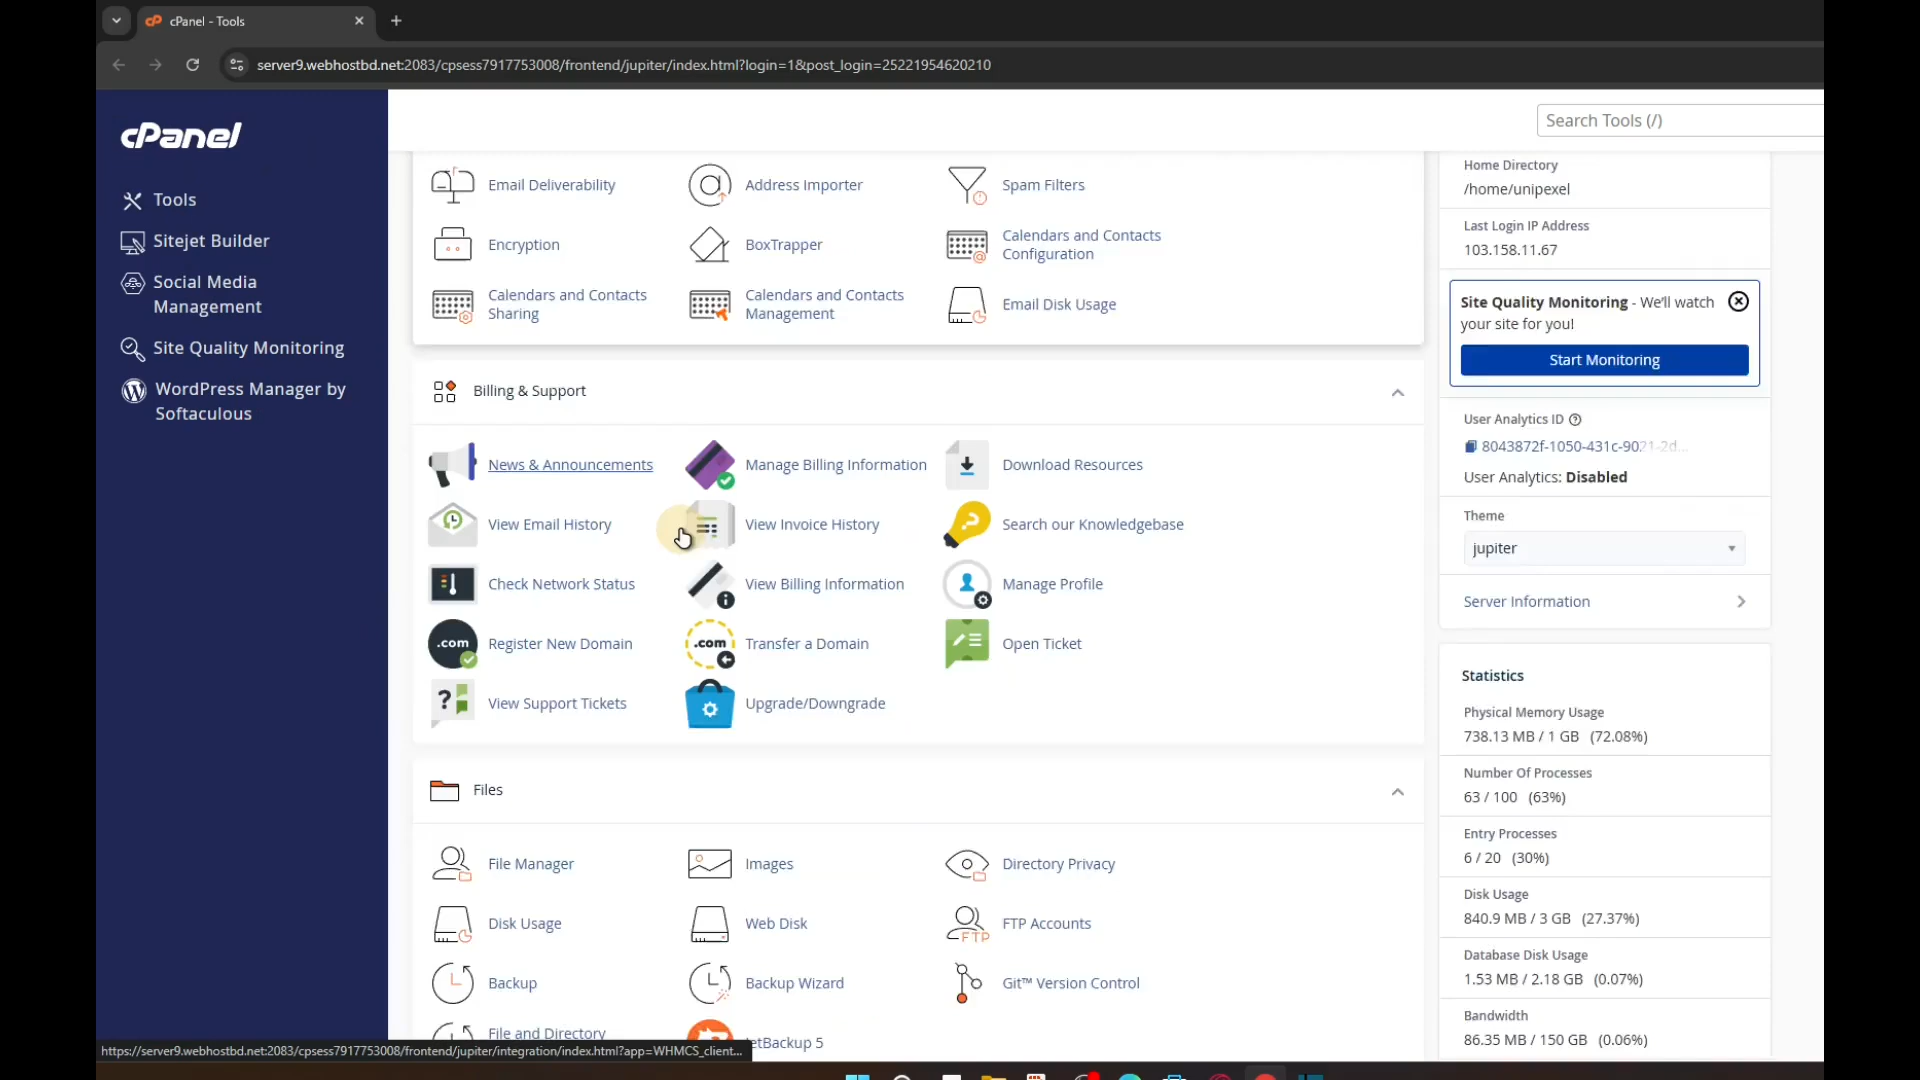 cPanel - Tools
server9.webhostbd.net:2083/cpsess7917753008/frontend/jupiter/index.html?login=1&post_login=25221954620210
cPanel
Tools
Sitejet Builder
Social Media
Management
Site Quality Monitoring
WordPress Manager by
Softaculous
Search Tools (/)
Email Deliverability
Address Importer
Spam Filters
Encryption
BoxTrapper
Calendars and Contacts
Configuration
Calendars and Contacts
Sharing
Calendars and Contacts
Management
Email Disk Usage
Billing & Support
News & Announcements
Manage Billing Information
Download Resources
View Email History
View Invoice History
Search our Knowledgebase
Check Network Status
View Billing Information
Manage Profile
.com
Register New Domain
.com
Transfer a Domain
Open Ticket
View Support Tickets
Upgrade/Downgrade
Files
File Manager
Images
Directory Privacy
Disk Usage
Web Disk
FTP
FTP Accounts
Backup
Backup Wizard
Git™ Version Control
File and Directory
etBackup 5
Home Directory
/home/unipexel
Last Login IP Address
103.158.11.67
Site Quality Monitoring - We'll watch
your site for you!
Start Monitoring
User Analytics ID
8043872f-1050-431c-9021-2d...
User Analytics: Disabled
Theme
jupiter
Server Information
Statistics
Physical Memory Usage
738.13 MB / 1 GB (72.08%)
Number Of Processes
63 / 100 (63%)
Entry Processes
6 / 20 (30%)
Disk Usage
840.9 MB / 3 GB (27.37%)
Database Disk Usage
1.53 MB / 2.18 GB (0.07%)
Bandwidth
86.35 MB / 150 GB (0.06%)
https://server9.webhostbd.net:2083/cpsess7917753008/frontend/jupiter/integration/index.html?app=WHMCS_client...